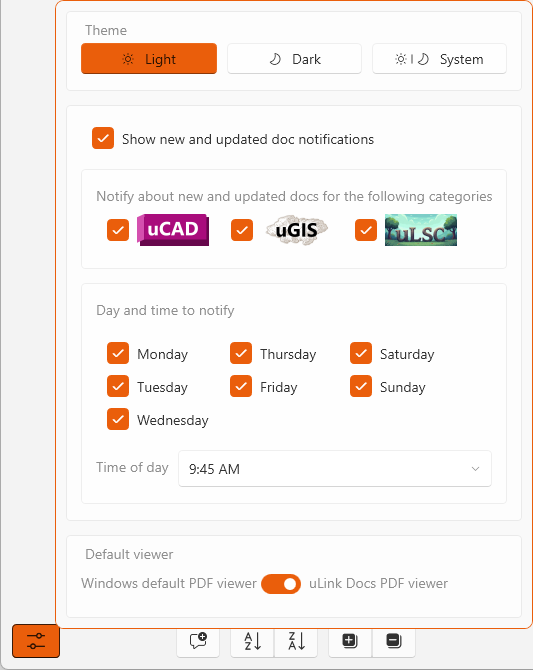 Theme
Light Dark System
Show new and updated doc notifications
Notify about new and updated docs for the following categories
uCAD uGIS uLSC
Day and time to notify
Monday Thursday Saturday
Tuesday Friday Sunday
Wednesday
Time of day 9:45 AM
Default viewer
Windows default PDF viewer uLink Docs PDF viewer
A Z
Z A